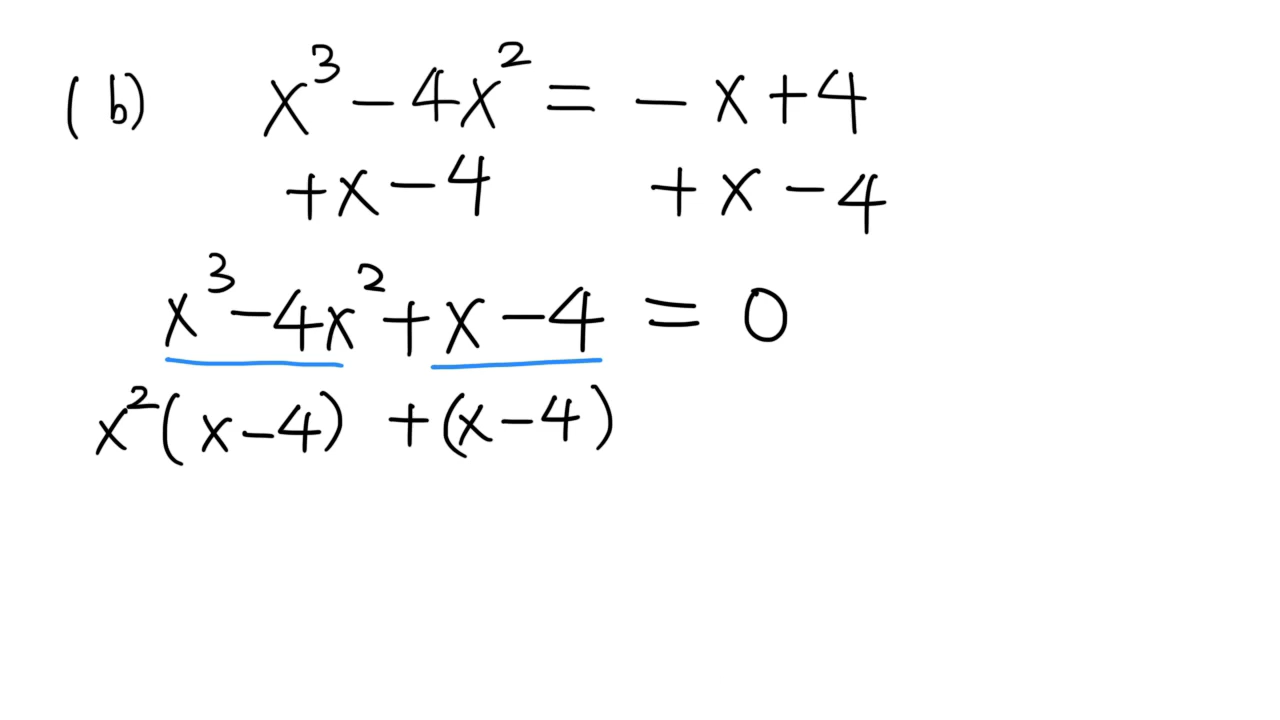 (b) x³ - 4x² = - x + 4
+ x - 4 + x - 4
x³ - 4x² + x - 4 = 0
x²(x - 4) + (x - 4)